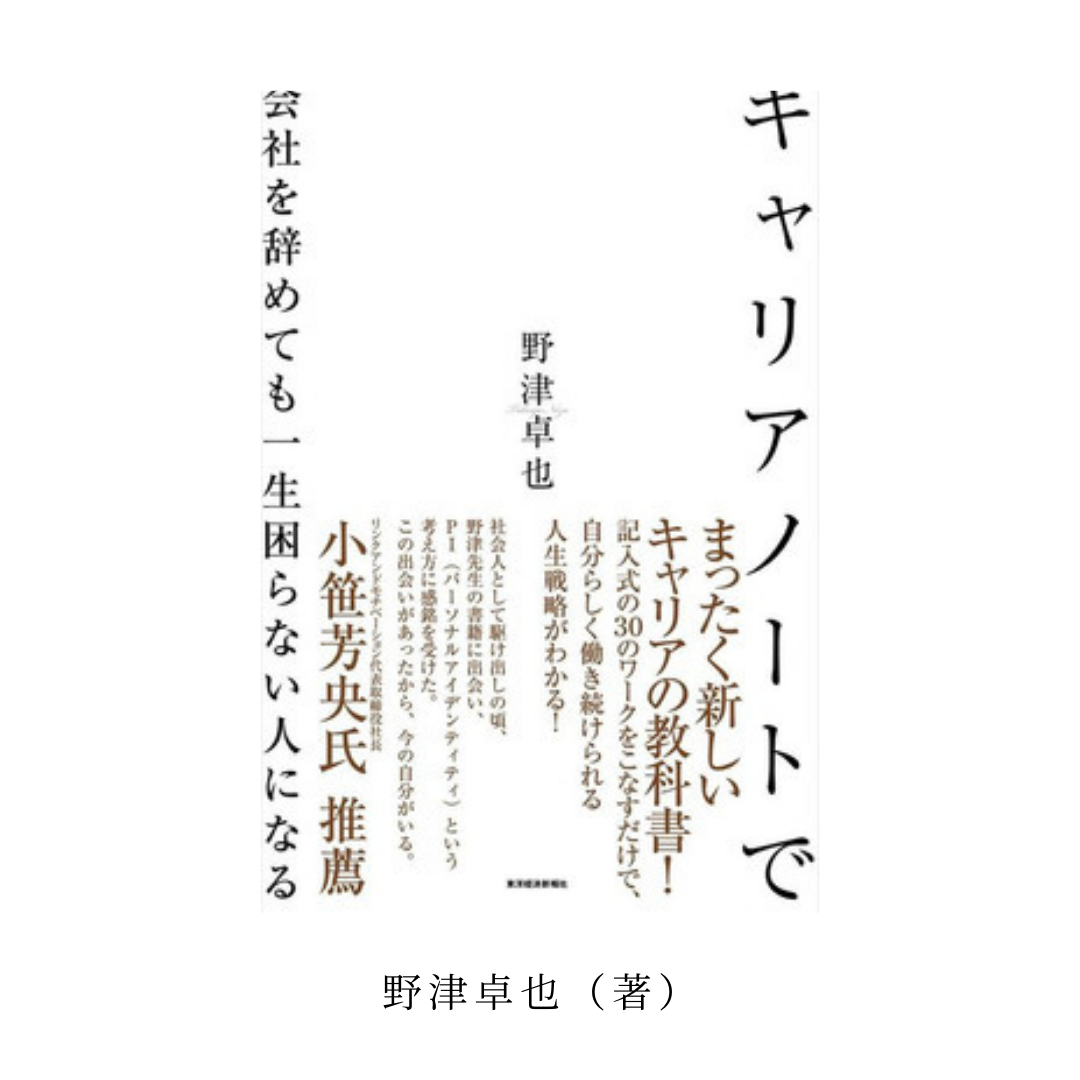 キャリアノートで
会社を辞めても一生困らない人になる
野津卓也
まったく新しい
キャリアの教科書！
記入式の30のワークをこなすだけで、
自分らしく働き続けられる
人生戦略がわかる！
社会人として駆け出しの頃、
野津先生の書籍に出会い、
PI（パーソナルアイデンティティ）という
考え方に感銘を受けた。
この出会いがあったから、今の自分がいる。
リンクアンドモチベーション代表取締役社長
小笹芳央氏 推薦
東洋経済新報社
野津卓也（著）